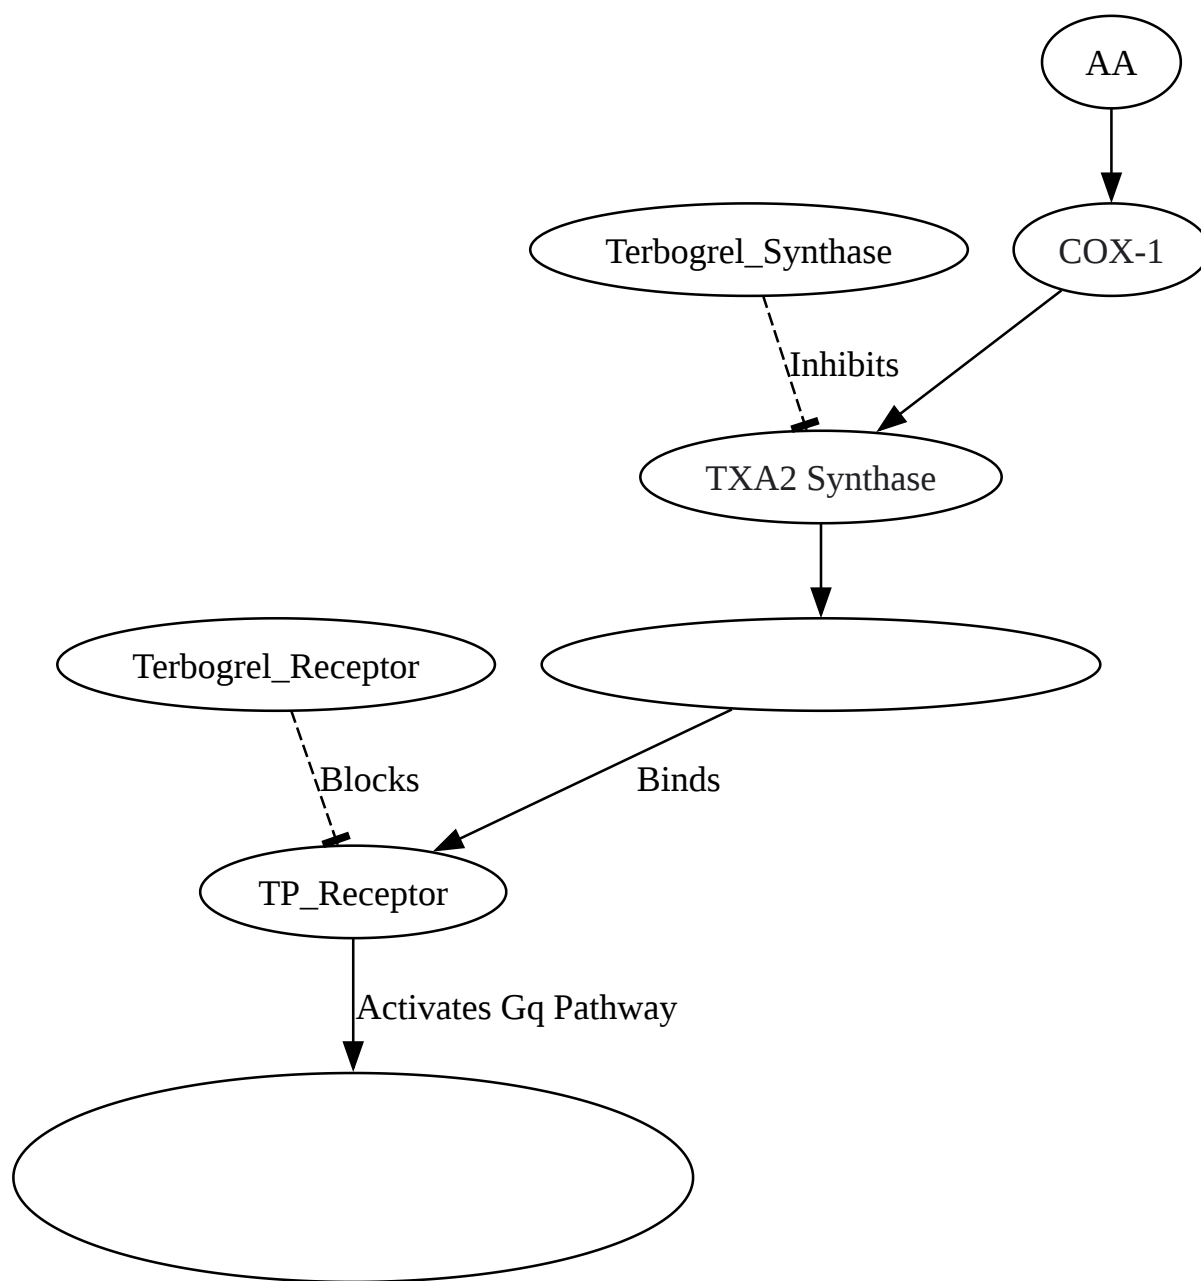 AA
Terbogrel_Synthase
COX-1
Inhibits
TXA2 Synthase
Terbogrel_Receptor
Blocks
Binds
TP_Receptor
Activates Gq Pathway